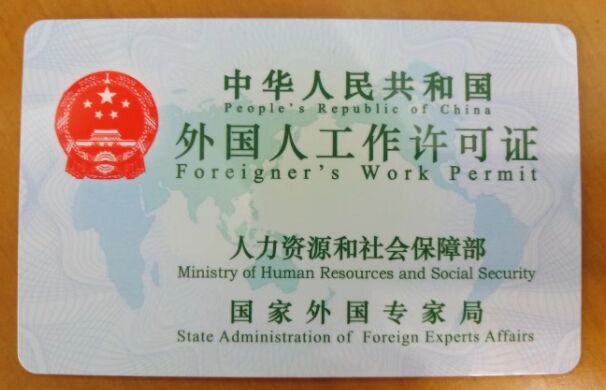 中华人民共和国
People's Republic of China
外国人工作许可证
Foreigner's Work Permit
人力资源和社会保障部
Ministry of Human Resources and Social Security
国家外国专家局
State Administration of Foreign Experts Affairs